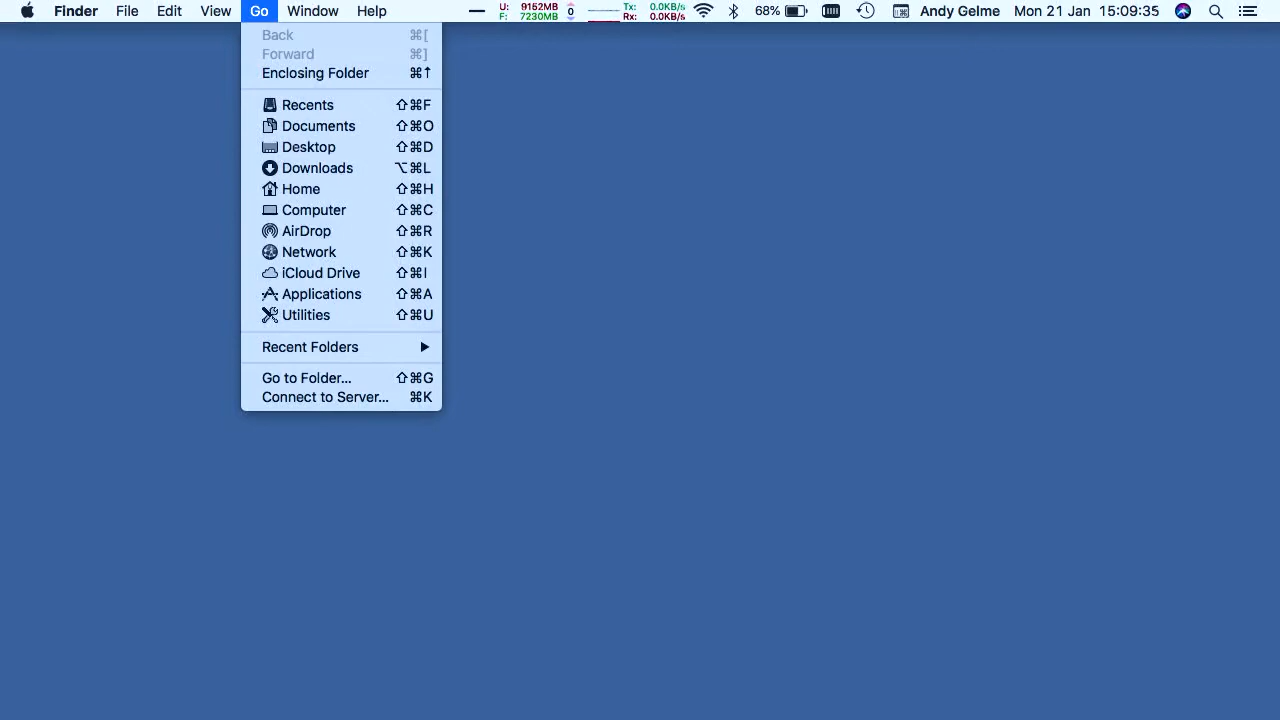 Finder File Edit View Go Window Help U: 9152MB F: 7230MB 0 Tx: 0.0KB/s Rx: 0.0KB/s 68% Andy Gelme Mon 21 Jan 15:09:35
Back ⌘[
Forward ⌘]
Enclosing Folder ⌘↑
Recents ⇧⌘F
Documents ⇧⌘O
Desktop ⇧⌘D
Downloads ⌥⌘L
Home ⇧⌘H
Computer ⇧⌘C
AirDrop ⇧⌘R
Network ⇧⌘K
iCloud Drive ⇧⌘I
Applications ⇧⌘A
Utilities ⇧⌘U
Recent Folders
Go to Folder... ⇧⌘G
Connect to Server... ⌘K